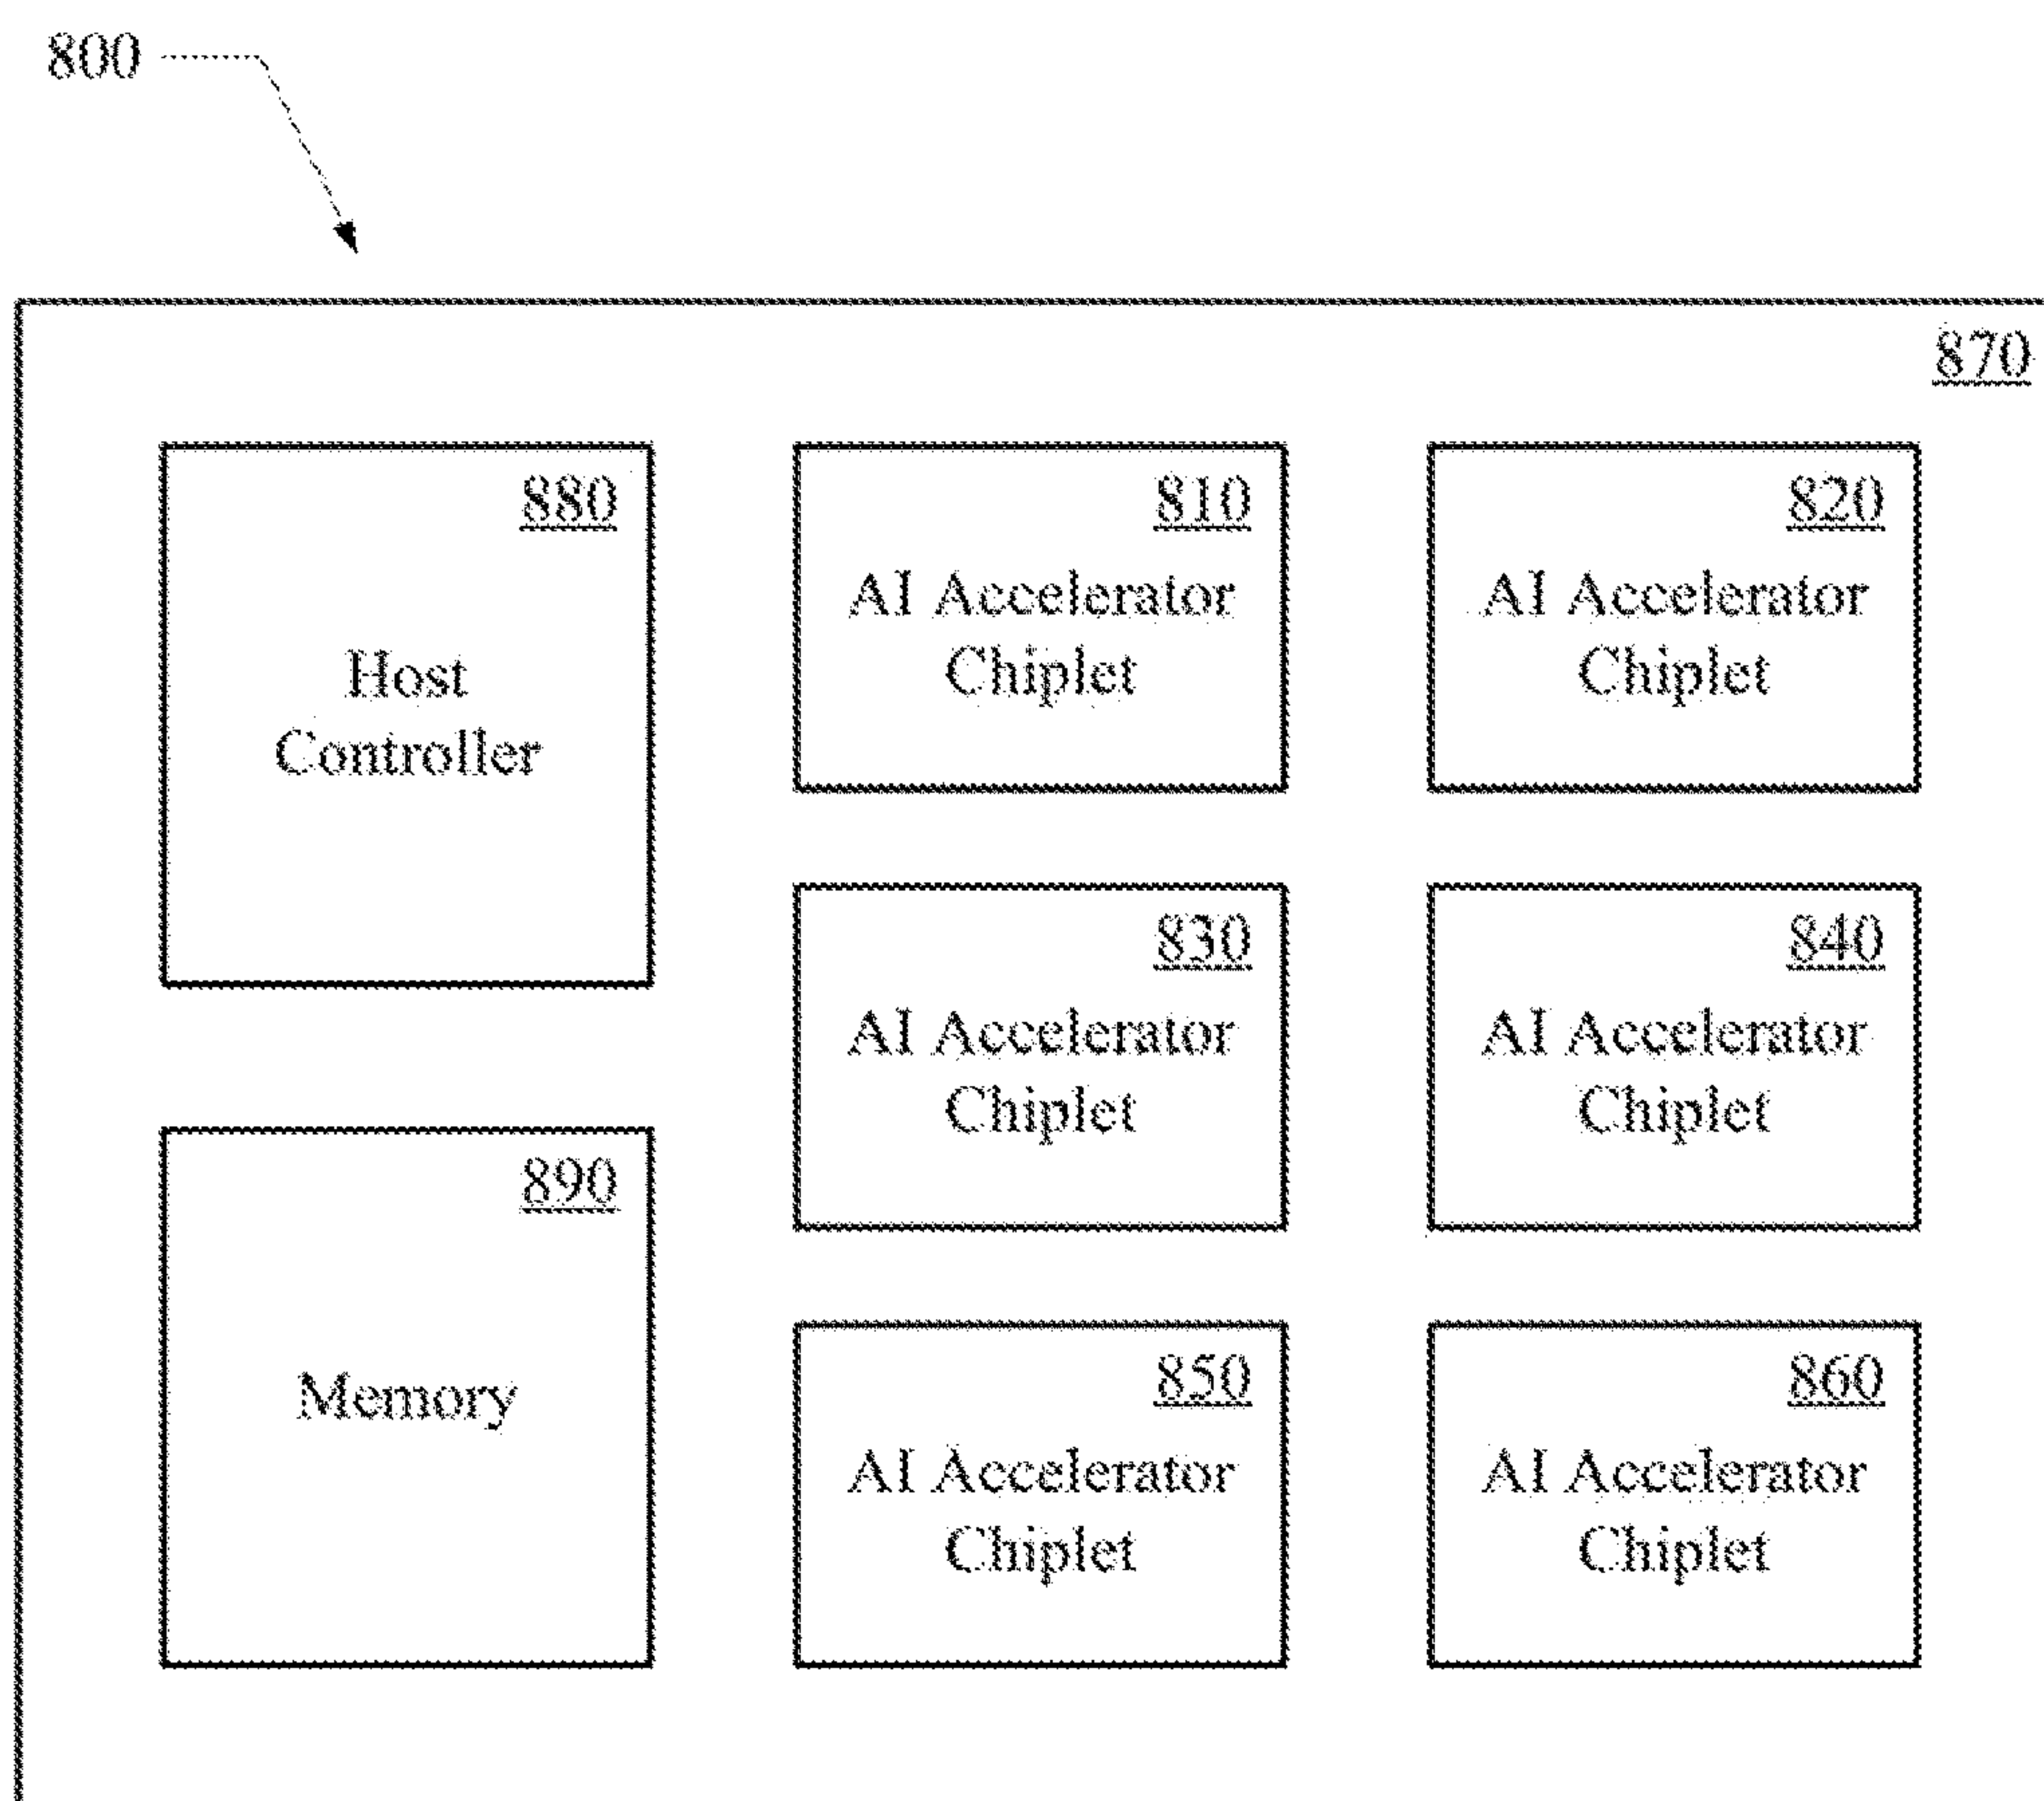 800
870
880
Host
Controller
810
AI Accelerator
Chiplet
820
AI Accelerator
Chiplet
830
AI Accelerator
Chiplet
840
AI Accelerator
Chiplet
890
Memory
850
AI Accelerator
Chiplet
860
AI Accelerator
Chiplet